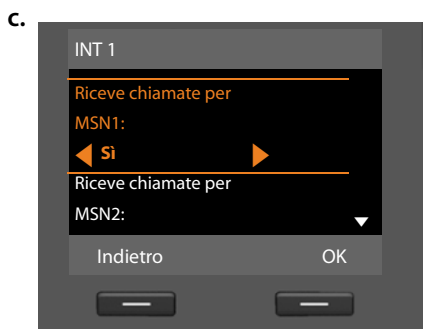 c.
INT 1
Riceve chiamate per
MSN1:
Sì
Riceve chiamate per
MSN2:
Indietro OK